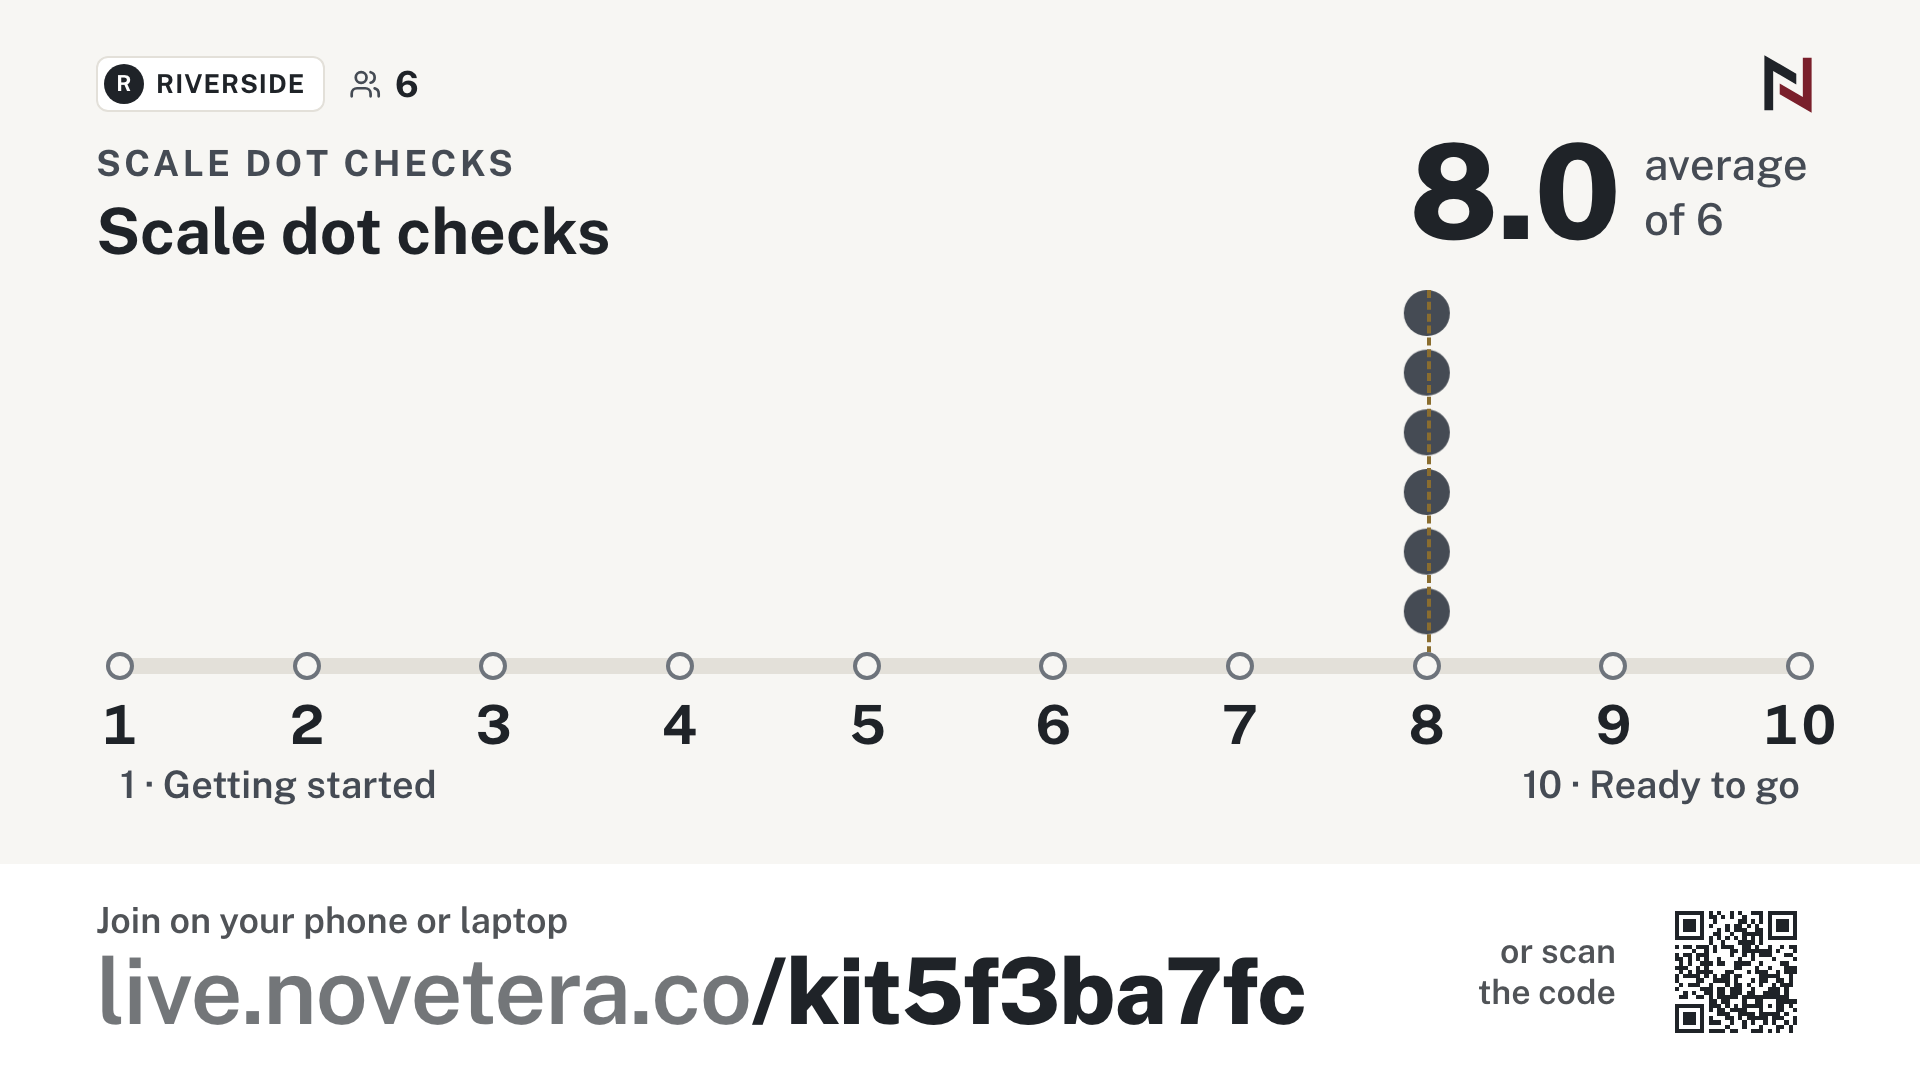 R RIVERSIDE 6
SCALE DOT CHECKS
Scale dot checks
8.0 average
of 6
1 2 3 4 5 6 7 8 9 10
1 · Getting started
10 · Ready to go
Join on your phone or laptop
live.novetera.co/kit5f3ba7fc
or scan
the code